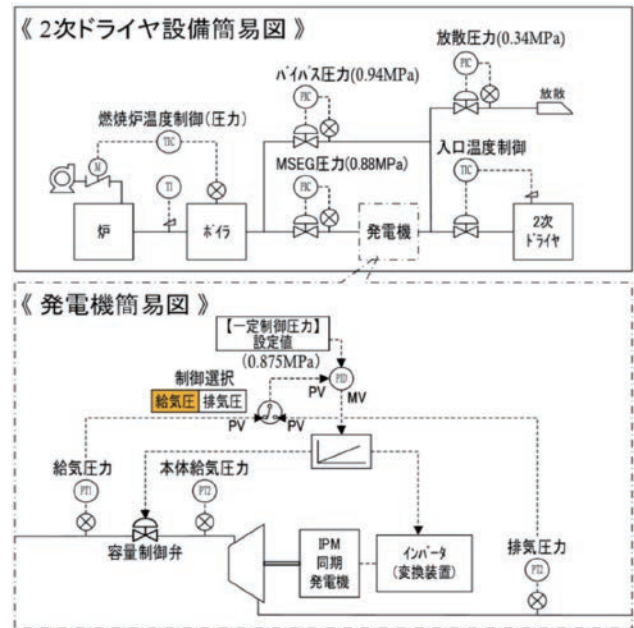 《 2次ドライヤ設備簡易図 》
放散圧力(0.34MPa)
PIC
放散
バイパス圧力(0.94MPa)
PIC
燃焼炉温度制御(圧力)
TIC
M
TI
MSEG圧力(0.88MPa)
PIC
入口温度制御
TIC
炉
ボイラ
発電機
2次
ドライヤ
《 発電機簡易図 》
【一定制御圧力】
設定値
(0.875MPa)
制御選択
給気圧
排気圧
PV
PID
MV
PV
PV
給気圧力
PT1
本体給気圧力
PT2
容量制御弁
IPM
同期
発電機
インバータ
(変換装置)
排気圧力
PT2